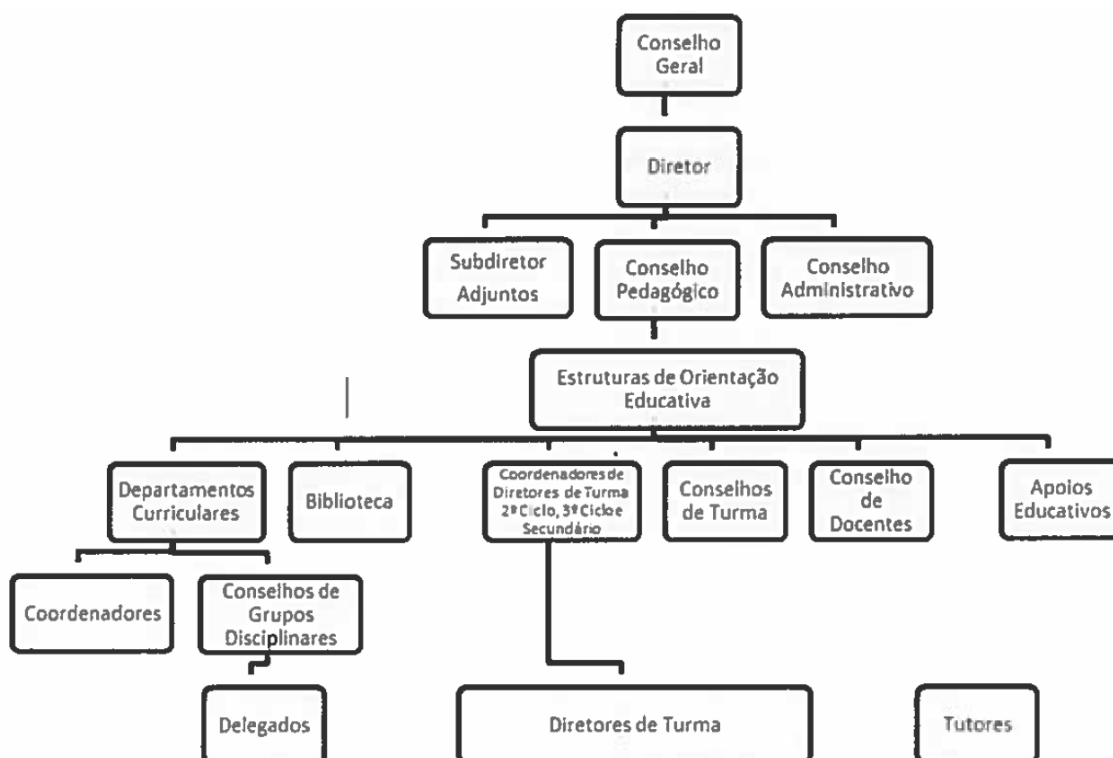 Conselho
Geral
Diretor
Subdiretor
Adjuntos
Conselho
Pedagógico
Conselho
Administrativo
Estruturas de Orientação
Educativa
Departamentos
Curriculares
Biblioteca
Coordenadores de
Diretores de Turma
2º Ciclo, 3º Ciclo e
Secundário
Conselhos
de Turma
Conselho
de
Docentes
Apoios
Educativos
Coordenadores
Conselhos de
Grupos
Disciplinares
Delegados
Diretores de Turma
Tutores